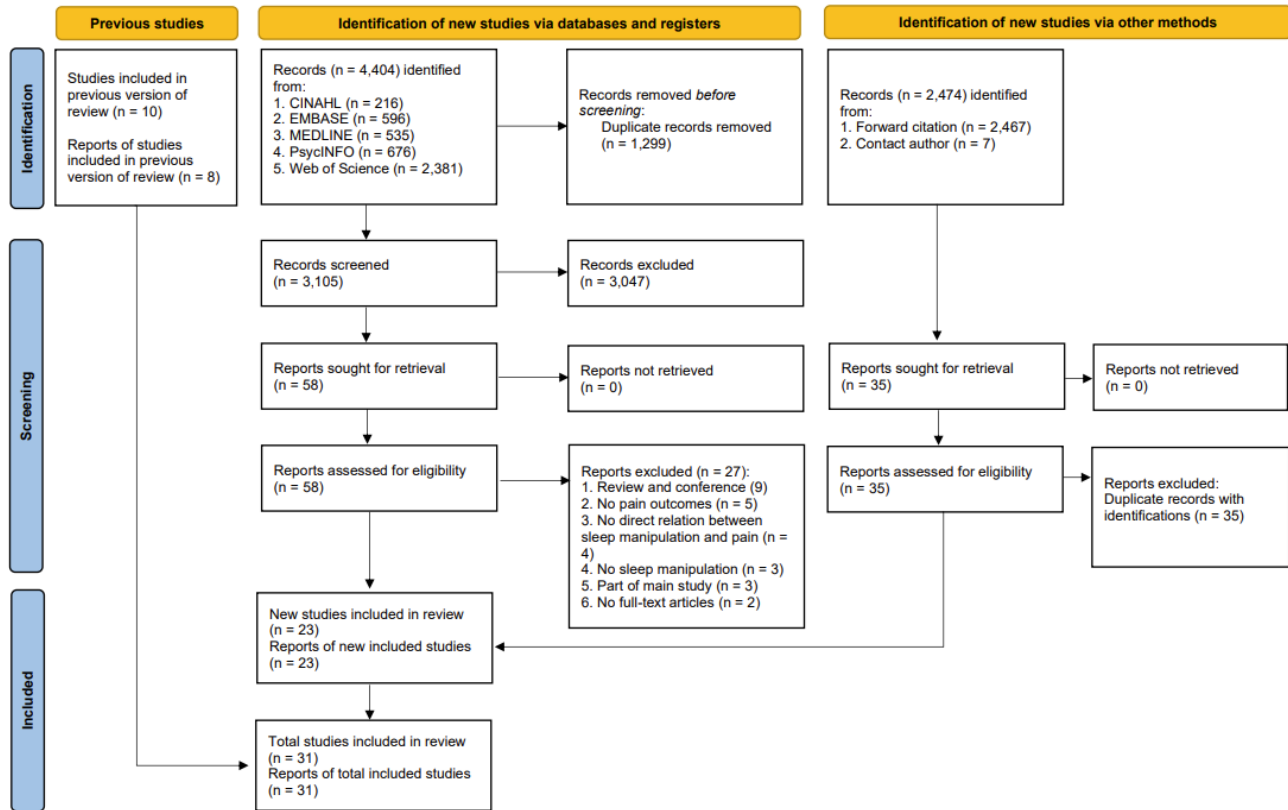 Previous studies
Identification of new studies via databases and registers
Identification of new studies via other methods
Identification
Studies included in
previous version of
review (n = 10)
Reports of studies
included in previous
version of review (n = 8)
Records (n = 4,404) identified
from:
1. CINAHL (n = 216)
2. EMBASE (n = 596)
3. MEDLINE (n = 535)
4. PsycINFO (n = 676)
5. Web of Science (n = 2,381)
Records removed before
screening:
Duplicate records removed
(n = 1,299)
Records (n = 2,474) identified
from:
1. Forward citation (n = 2,467)
2. Contact author (n = 7)
Screening
Records screened
(n = 3,105)
Records excluded
(n = 3,047)
Reports sought for retrieval
(n = 58)
Reports not retrieved
(n = 0)
Reports sought for retrieval
(n = 35)
Reports not retrieved
(n = 0)
Reports assessed for eligibility
(n = 58)
Reports excluded (n = 27):
1. Review and conference (9)
2. No pain outcomes (n = 5)
3. No direct relation between
sleep manipulation and pain (n =
4)
4. No sleep manipulation (n = 3)
5. Part of main study (n = 3)
6. No full-text articles (n = 2)
Reports assessed for eligibility
(n = 35)
Reports excluded:
Duplicate records with
identifications (n = 35)
Included
New studies included in review
(n = 23)
Reports of new included studies
(n = 23)
Total studies included in review
(n = 31)
Reports of total included studies
(n = 31)